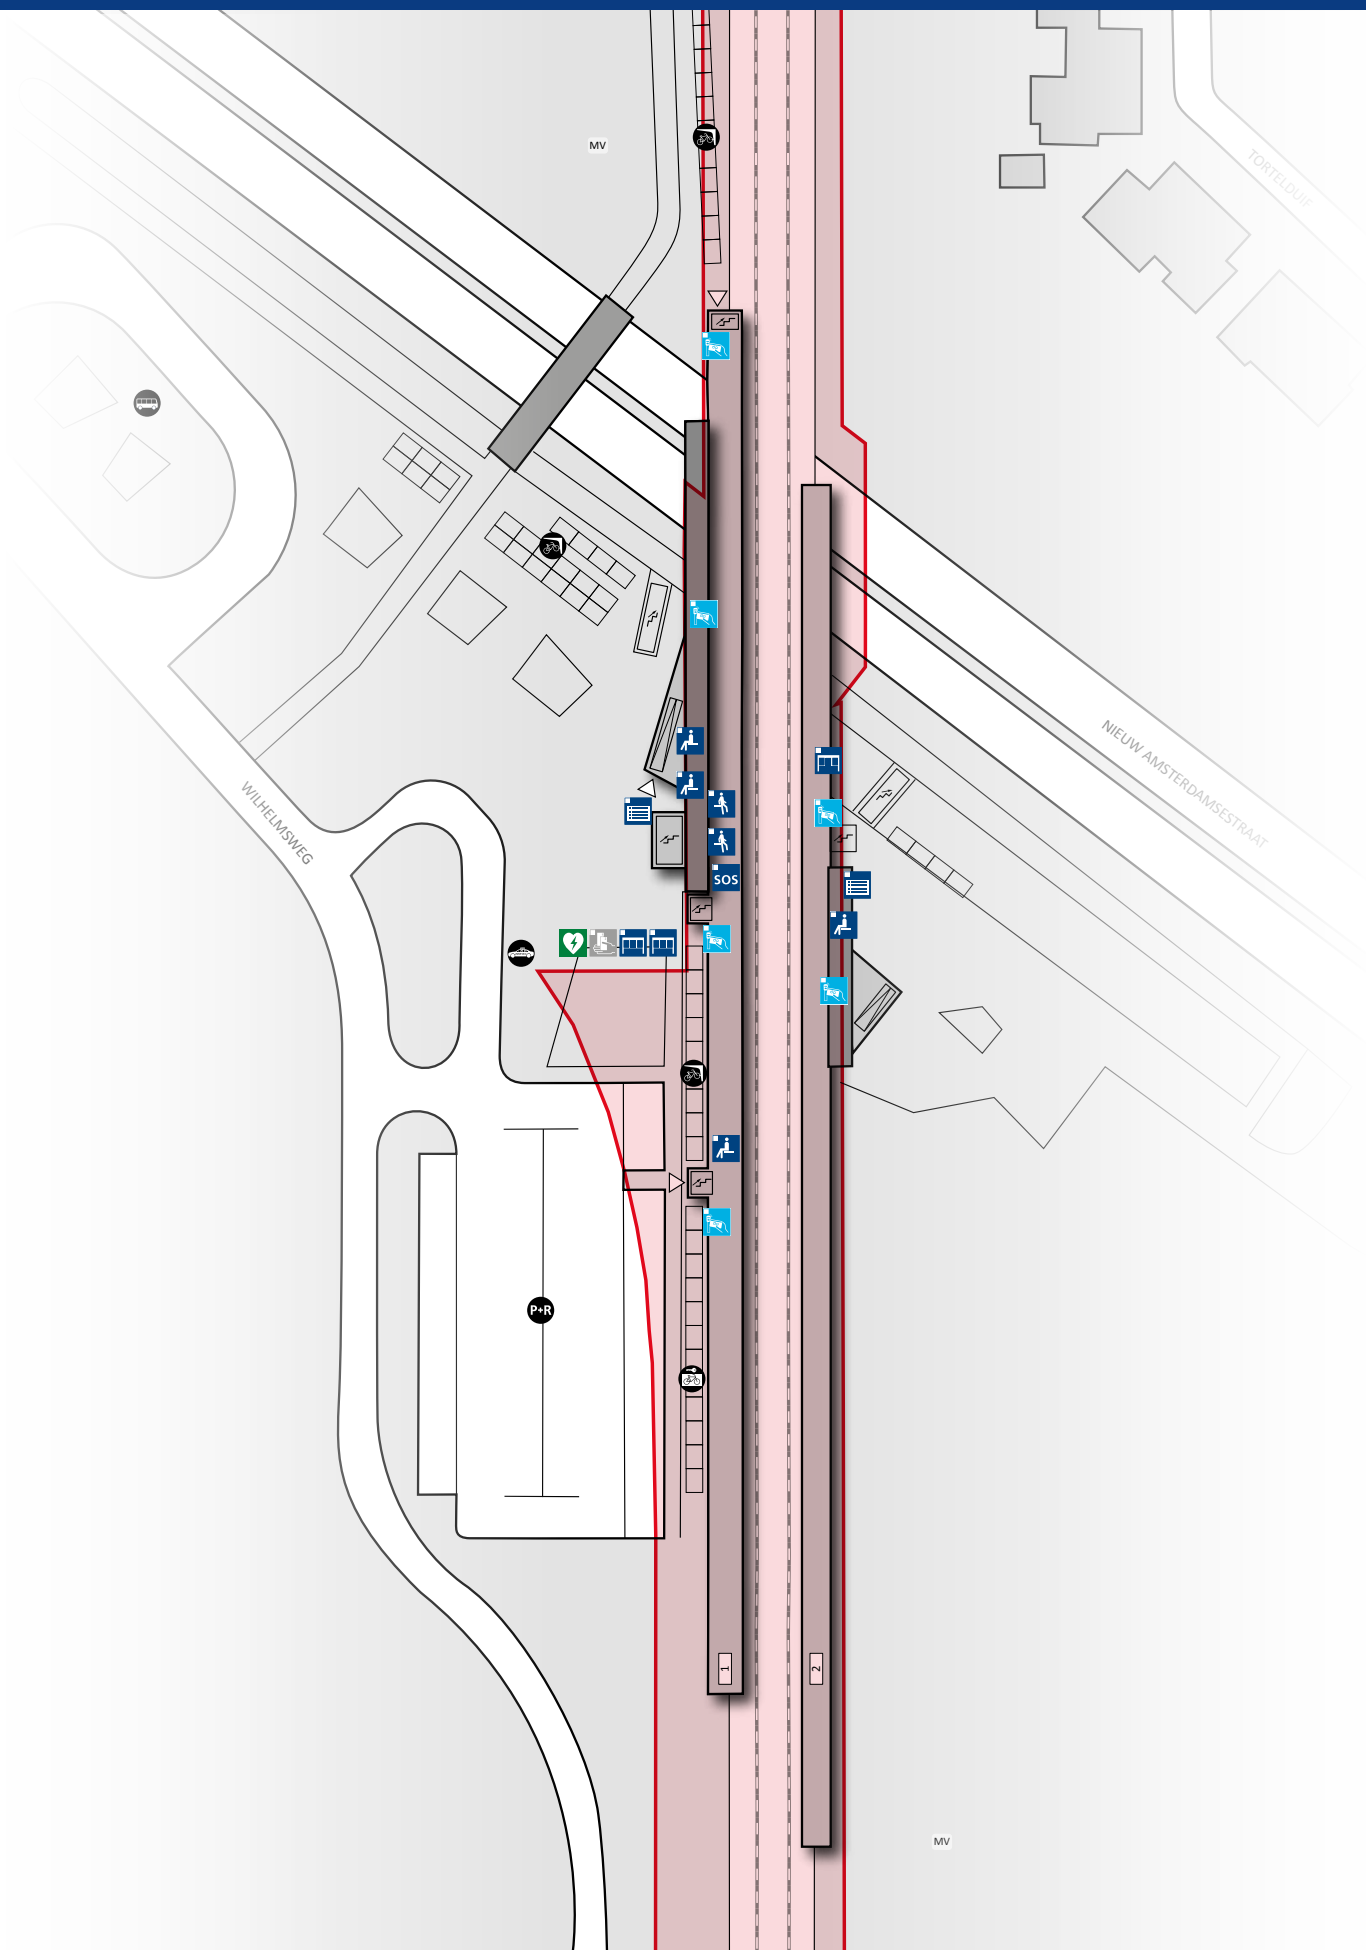 MV
TORTELDUIF
NIEUW AMSTERDAMSESTRAAT
WILHELMSWEG
SOS
P+R
1
2
MV